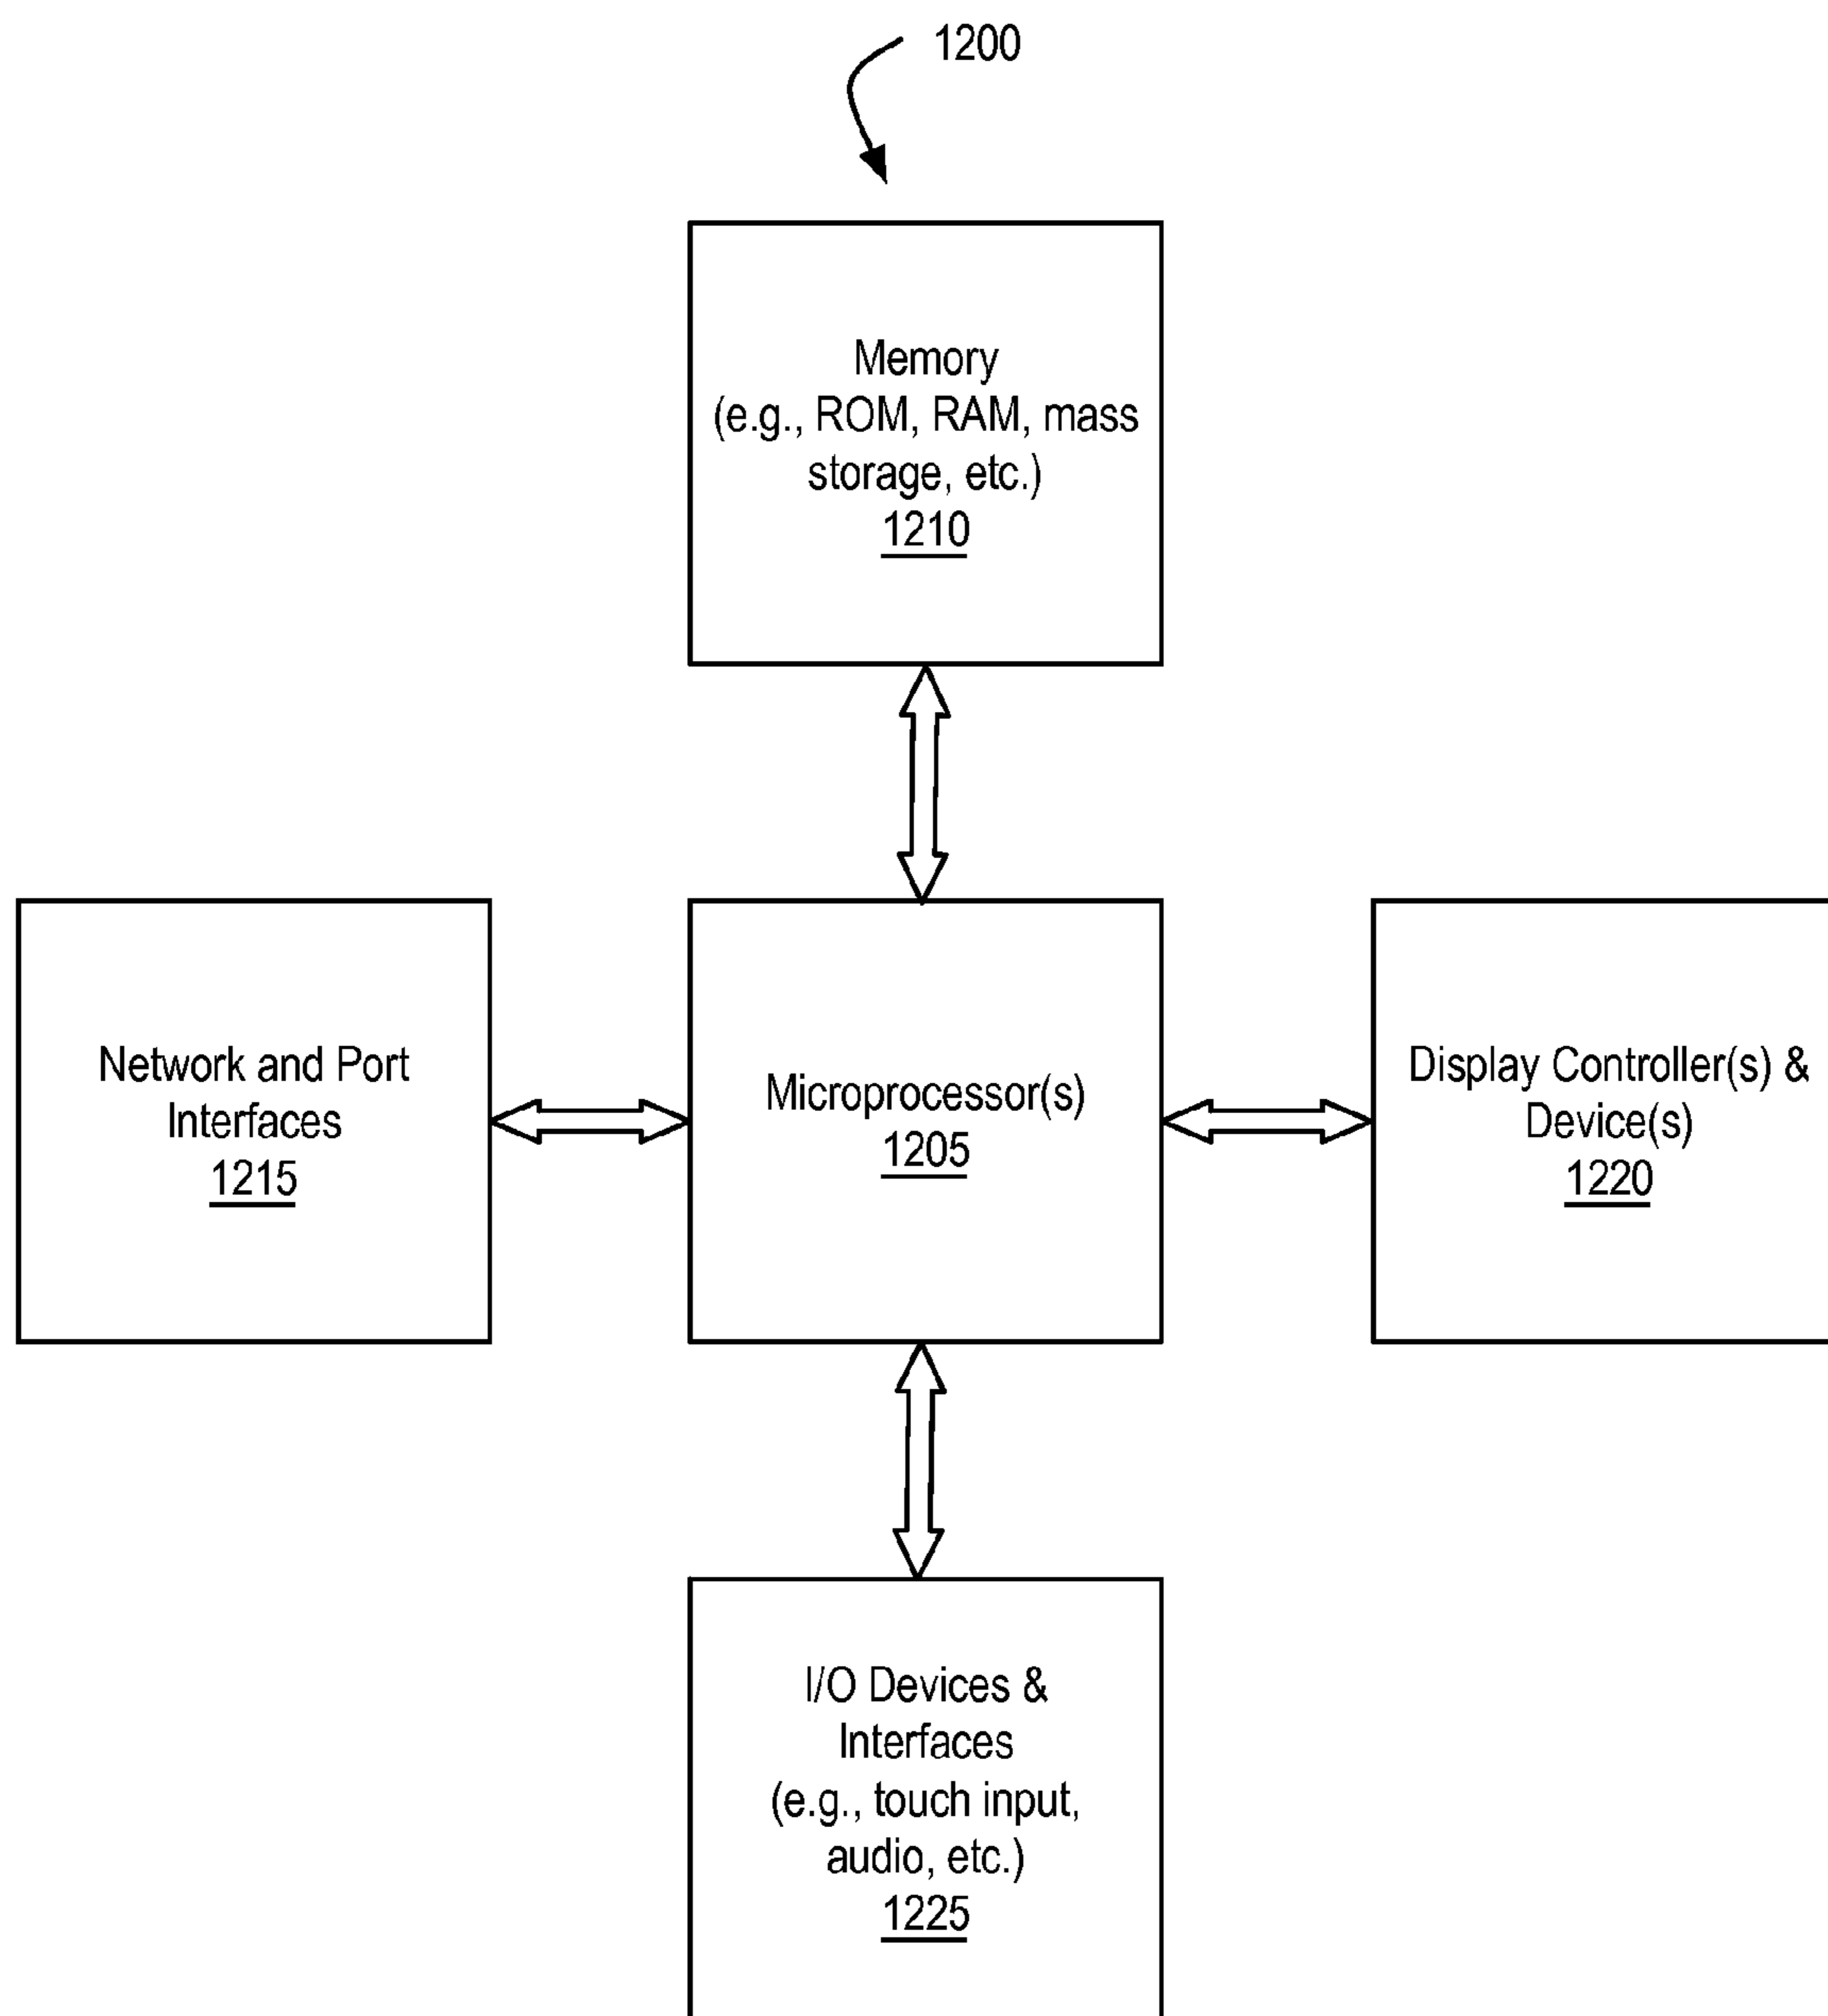 1200
Memory
(e.g., ROM, RAM, mass
storage, etc.)
1210
Network and Port
Interfaces
1215
Microprocessor(s)
1205
Display Controller(s) &
Device(s)
1220
I/O Devices &
Interfaces
(e.g., touch input,
audio, etc.)
1225